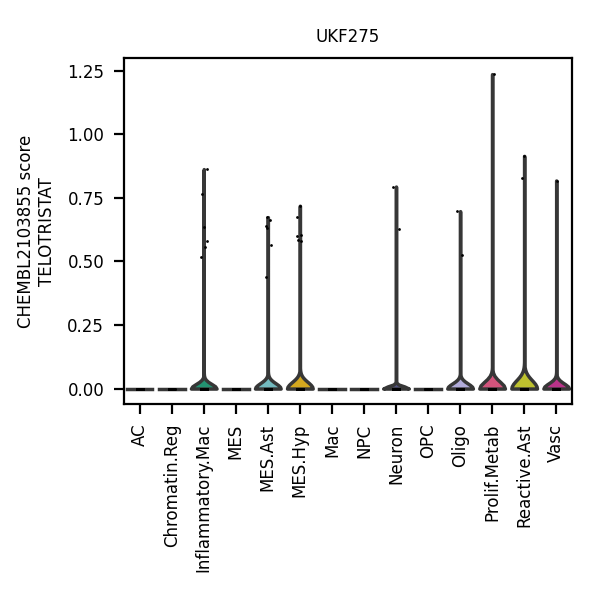 UKF275
CHEMBL2103855 score
TELOTRISTAT
1.25
1.00
0.75
0.50
0.25
0.00
AC
Chromatin.Reg
Inflammatory.Mac
MES
MES.Ast
MES.Hyp
Mac
NPC
Neuron
OPC
Oligo
Prolif.Metab
Reactive.Ast
Vasc